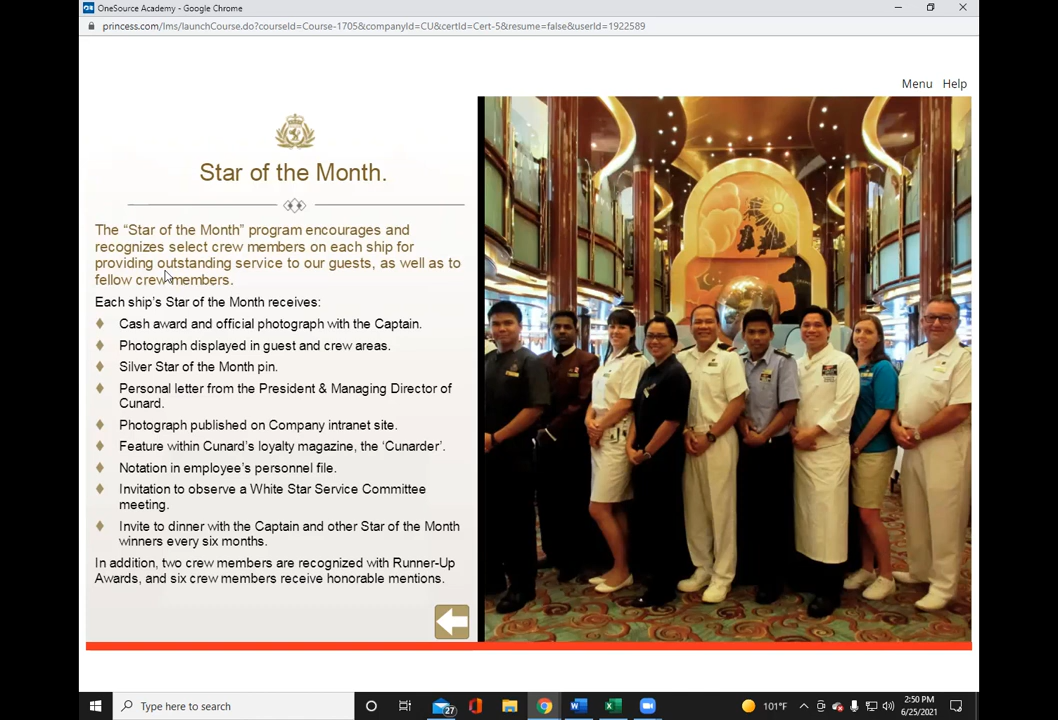 OneSource Academy - Google Chrome
princess.com/lms/launchCourse.do?courseId=Course-1705&companyId=CU&certId=Cert-5&resume=false&userId=1922589
Menu Help
Star of the Month.
The “Star of the Month” program encourages and
recognizes select crew members on each ship for
providing outstanding service to our guests, as well as to
fellow crew members.
Each ship’s Star of the Month receives:
Cash award and official photograph with the Captain.
Photograph displayed in guest and crew areas.
Silver Star of the Month pin.
Personal letter from the President & Managing Director of
Cunard.
Photograph published on Company intranet site.
Feature within Cunard’s loyalty magazine, the ‘Cunarder’.
Notation in employee’s personnel file.
Invitation to observe a White Star Service Committee
meeting.
Invite to dinner with the Captain and other Star of the Month
winners every six months.
In addition, two crew members are recognized with Runner-Up
Awards, and six crew members receive honorable mentions.
Type here to search
27
101°F
2:50 PM
6/25/2021